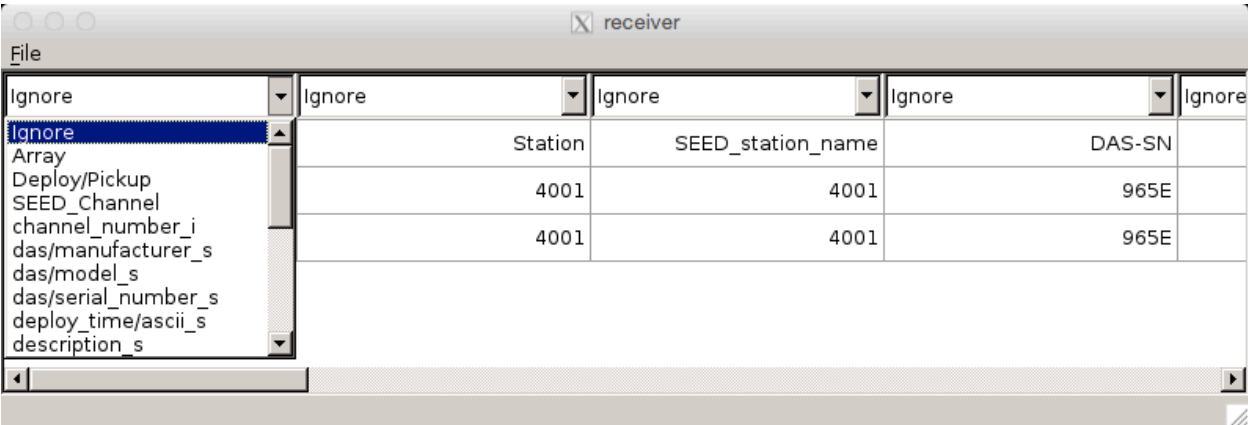 receiver
File
Ignore Ignore Ignore Ignore Ignore
Ignore
Array
Deploy/Pickup
SEED_Channel
channel_number_i
das/manufacturer_s
das/model_s
das/serial_number_s
deploy_time/ascii_s
description_s
Station SEED_station_name DAS-SN
4001 4001 965E
4001 4001 965E